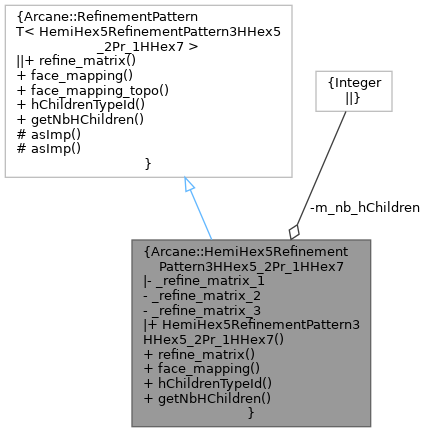 {Arcane::RefinementPattern
T< HemiHex5RefinementPattern3HHex5
_2Pr_1HHex7 >
||+ refine_matrix()
+ face_mapping()
+ face_mapping_topo()
+ hChildrenTypeId()
+ getNbHChildren()
# asImp()
# asImp()
}
{Integer
||}
-m_nb_hChildren
{Arcane::HemiHex5Refinement
Pattern3HHex5_2Pr_1HHex7
|- _refine_matrix_1
- _refine_matrix_2
- _refine_matrix_3
|+ HemiHex5RefinementPattern3
HHex5_2Pr_1HHex7()
+ refine_matrix()
+ face_mapping()
+ hChildrenTypeId()
+ getNbHChildren()
}